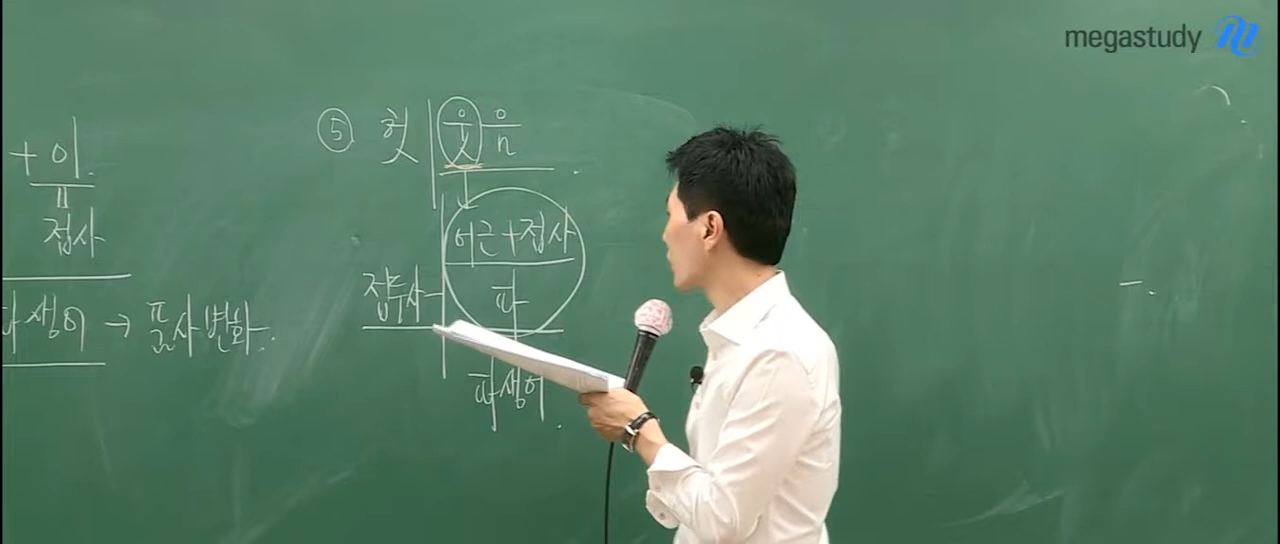 megastudy
+ 이.
접사
파생어 → 품사 변화..
⑤ 헛 | 웃 음.
어근 + 접사
접두사 파
파생어.